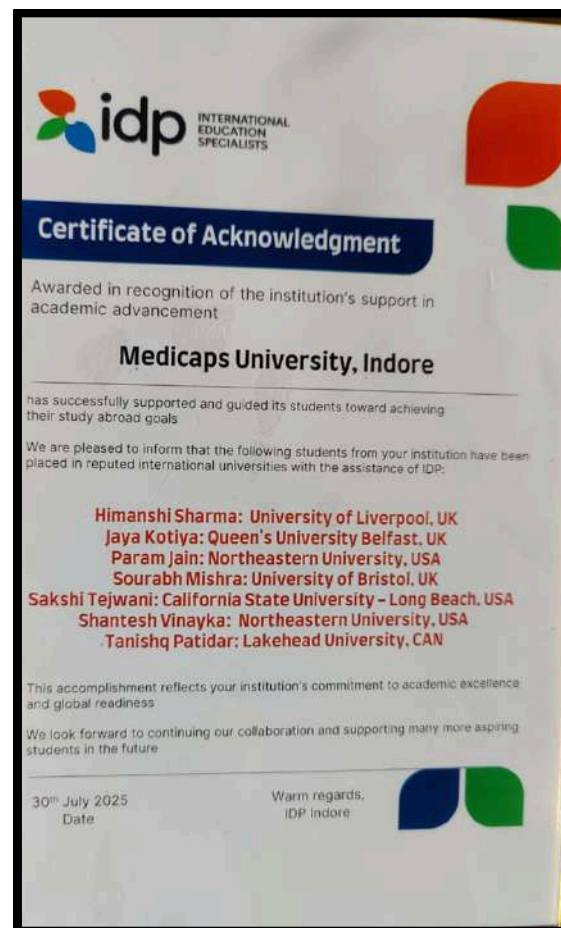 idp
INTERNATIONAL
EDUCATION
SPECIALISTS
Certificate of Acknowledgment
Awarded in recognition of the institution's support in
academic advancement
Medicaps University, Indore
has successfully supported and guided its students toward achieving
their study abroad goals
We are pleased to inform that the following students from your institution have been
placed in reputed international universities with the assistance of IDP:
Himanshi Sharma: University of Liverpool, UK
Jaya Kotiya: Queen's University Belfast, UK
Param Jain: Northeastern University, USA
Sourabh Mishra: University of Bristol, UK
Sakshi Tejwani: California State University – Long Beach, USA
Shantesh Vinayka: Northeastern University, USA
Tanishq Patidar: Lakehead University, CAN
This accomplishment reflects your institution's commitment to academic excellence
and global readiness
We look forward to continuing our collaboration and supporting many more aspiring
students in the future
30th July 2025
Date
Warm regards,
IDP Indore